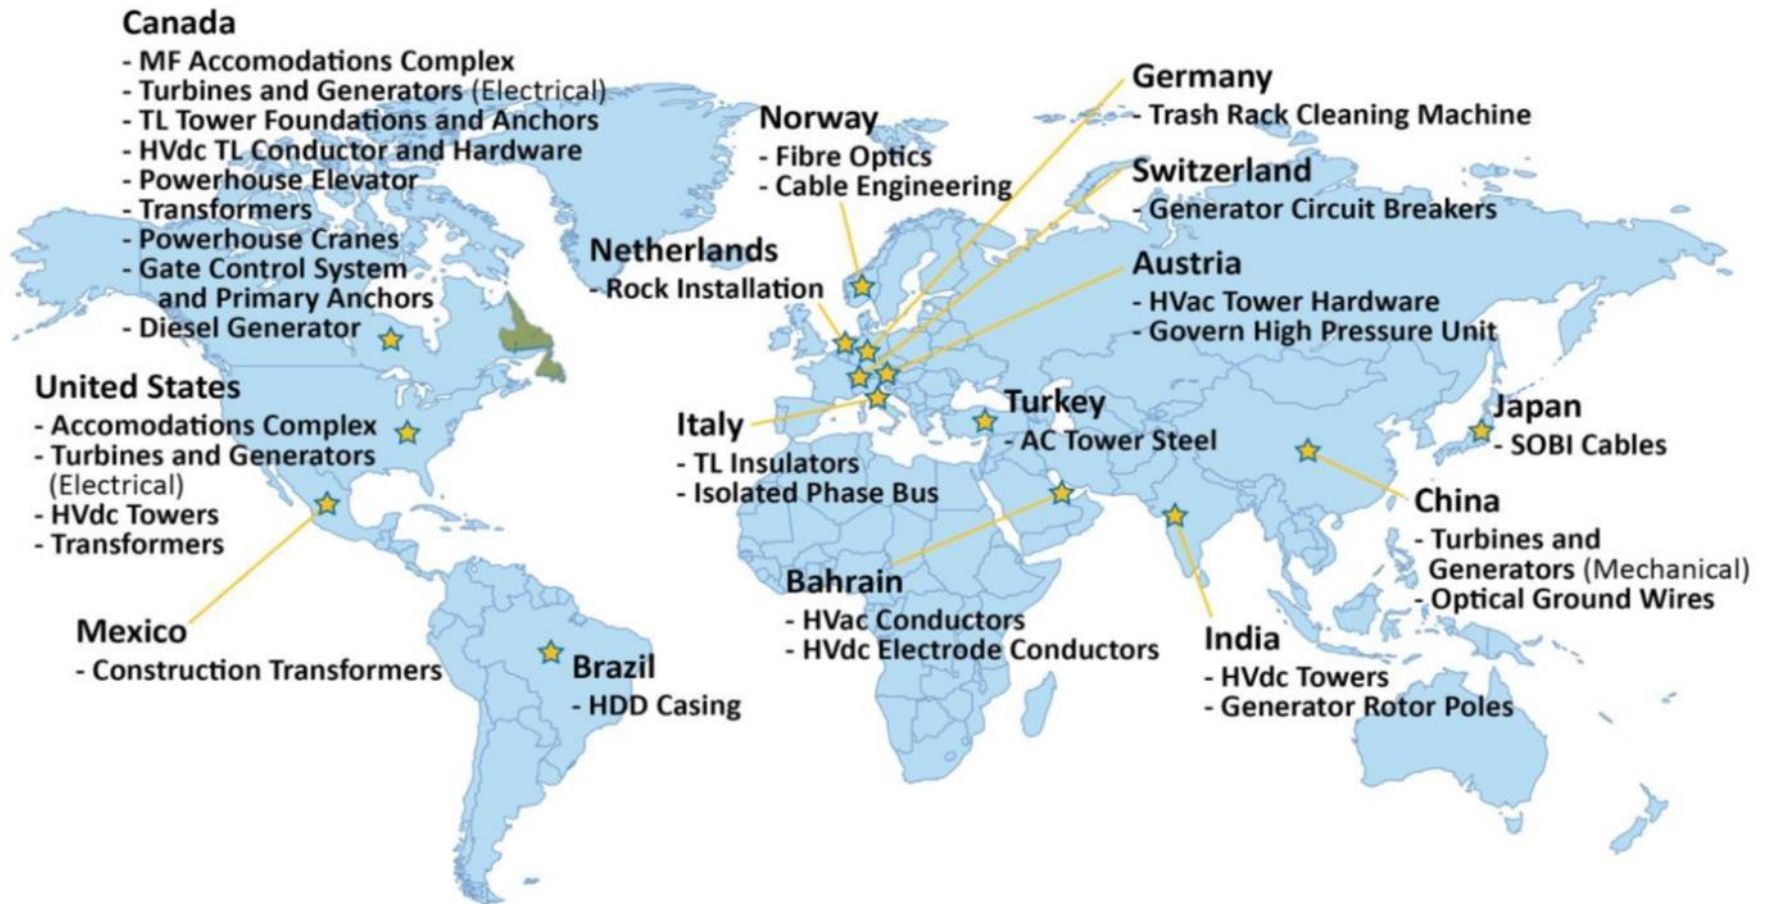 Canada
- MF Accomodations Complex
- Turbines and Generators (Electrical)
- TL Tower Foundations and Anchors
- HVdc TL Conductor and Hardware
- Powerhouse Elevator
- Transformers
- Powerhouse Cranes
- Gate Control System
and Primary Anchors
- Diesel Generator
United States
- Accomodations Complex
- Turbines and Generators
(Electrical)
- HVdc Towers
- Transformers
Mexico
- Construction Transformers
Brazil
- HDD Casing
Norway
- Fibre Optics
- Cable Engineering
Netherlands
- Rock Installation
Italy
- TL Insulators
- Isolated Phase Bus
Bahrain
- HVac Conductors
- HVdc Electrode Conductors
Germany
- Trash Rack Cleaning Machine
Switzerland
- Generator Circuit Breakers
Austria
- HVac Tower Hardware
- Govern High Pressure Unit
Turkey
- AC Tower Steel
Japan
- SOBI Cables
China
- Turbines and
Generators (Mechanical)
- Optical Ground Wires
India
- HVdc Towers
- Generator Rotor Poles